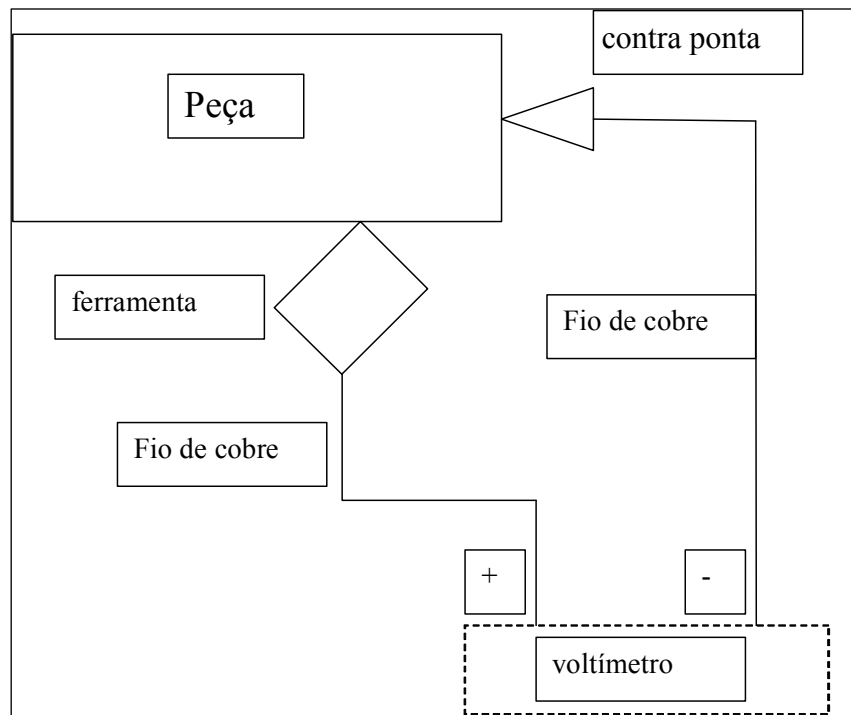 contra ponta
Peça
ferramenta
Fio de cobre
Fio de cobre
+
-
voltímetro